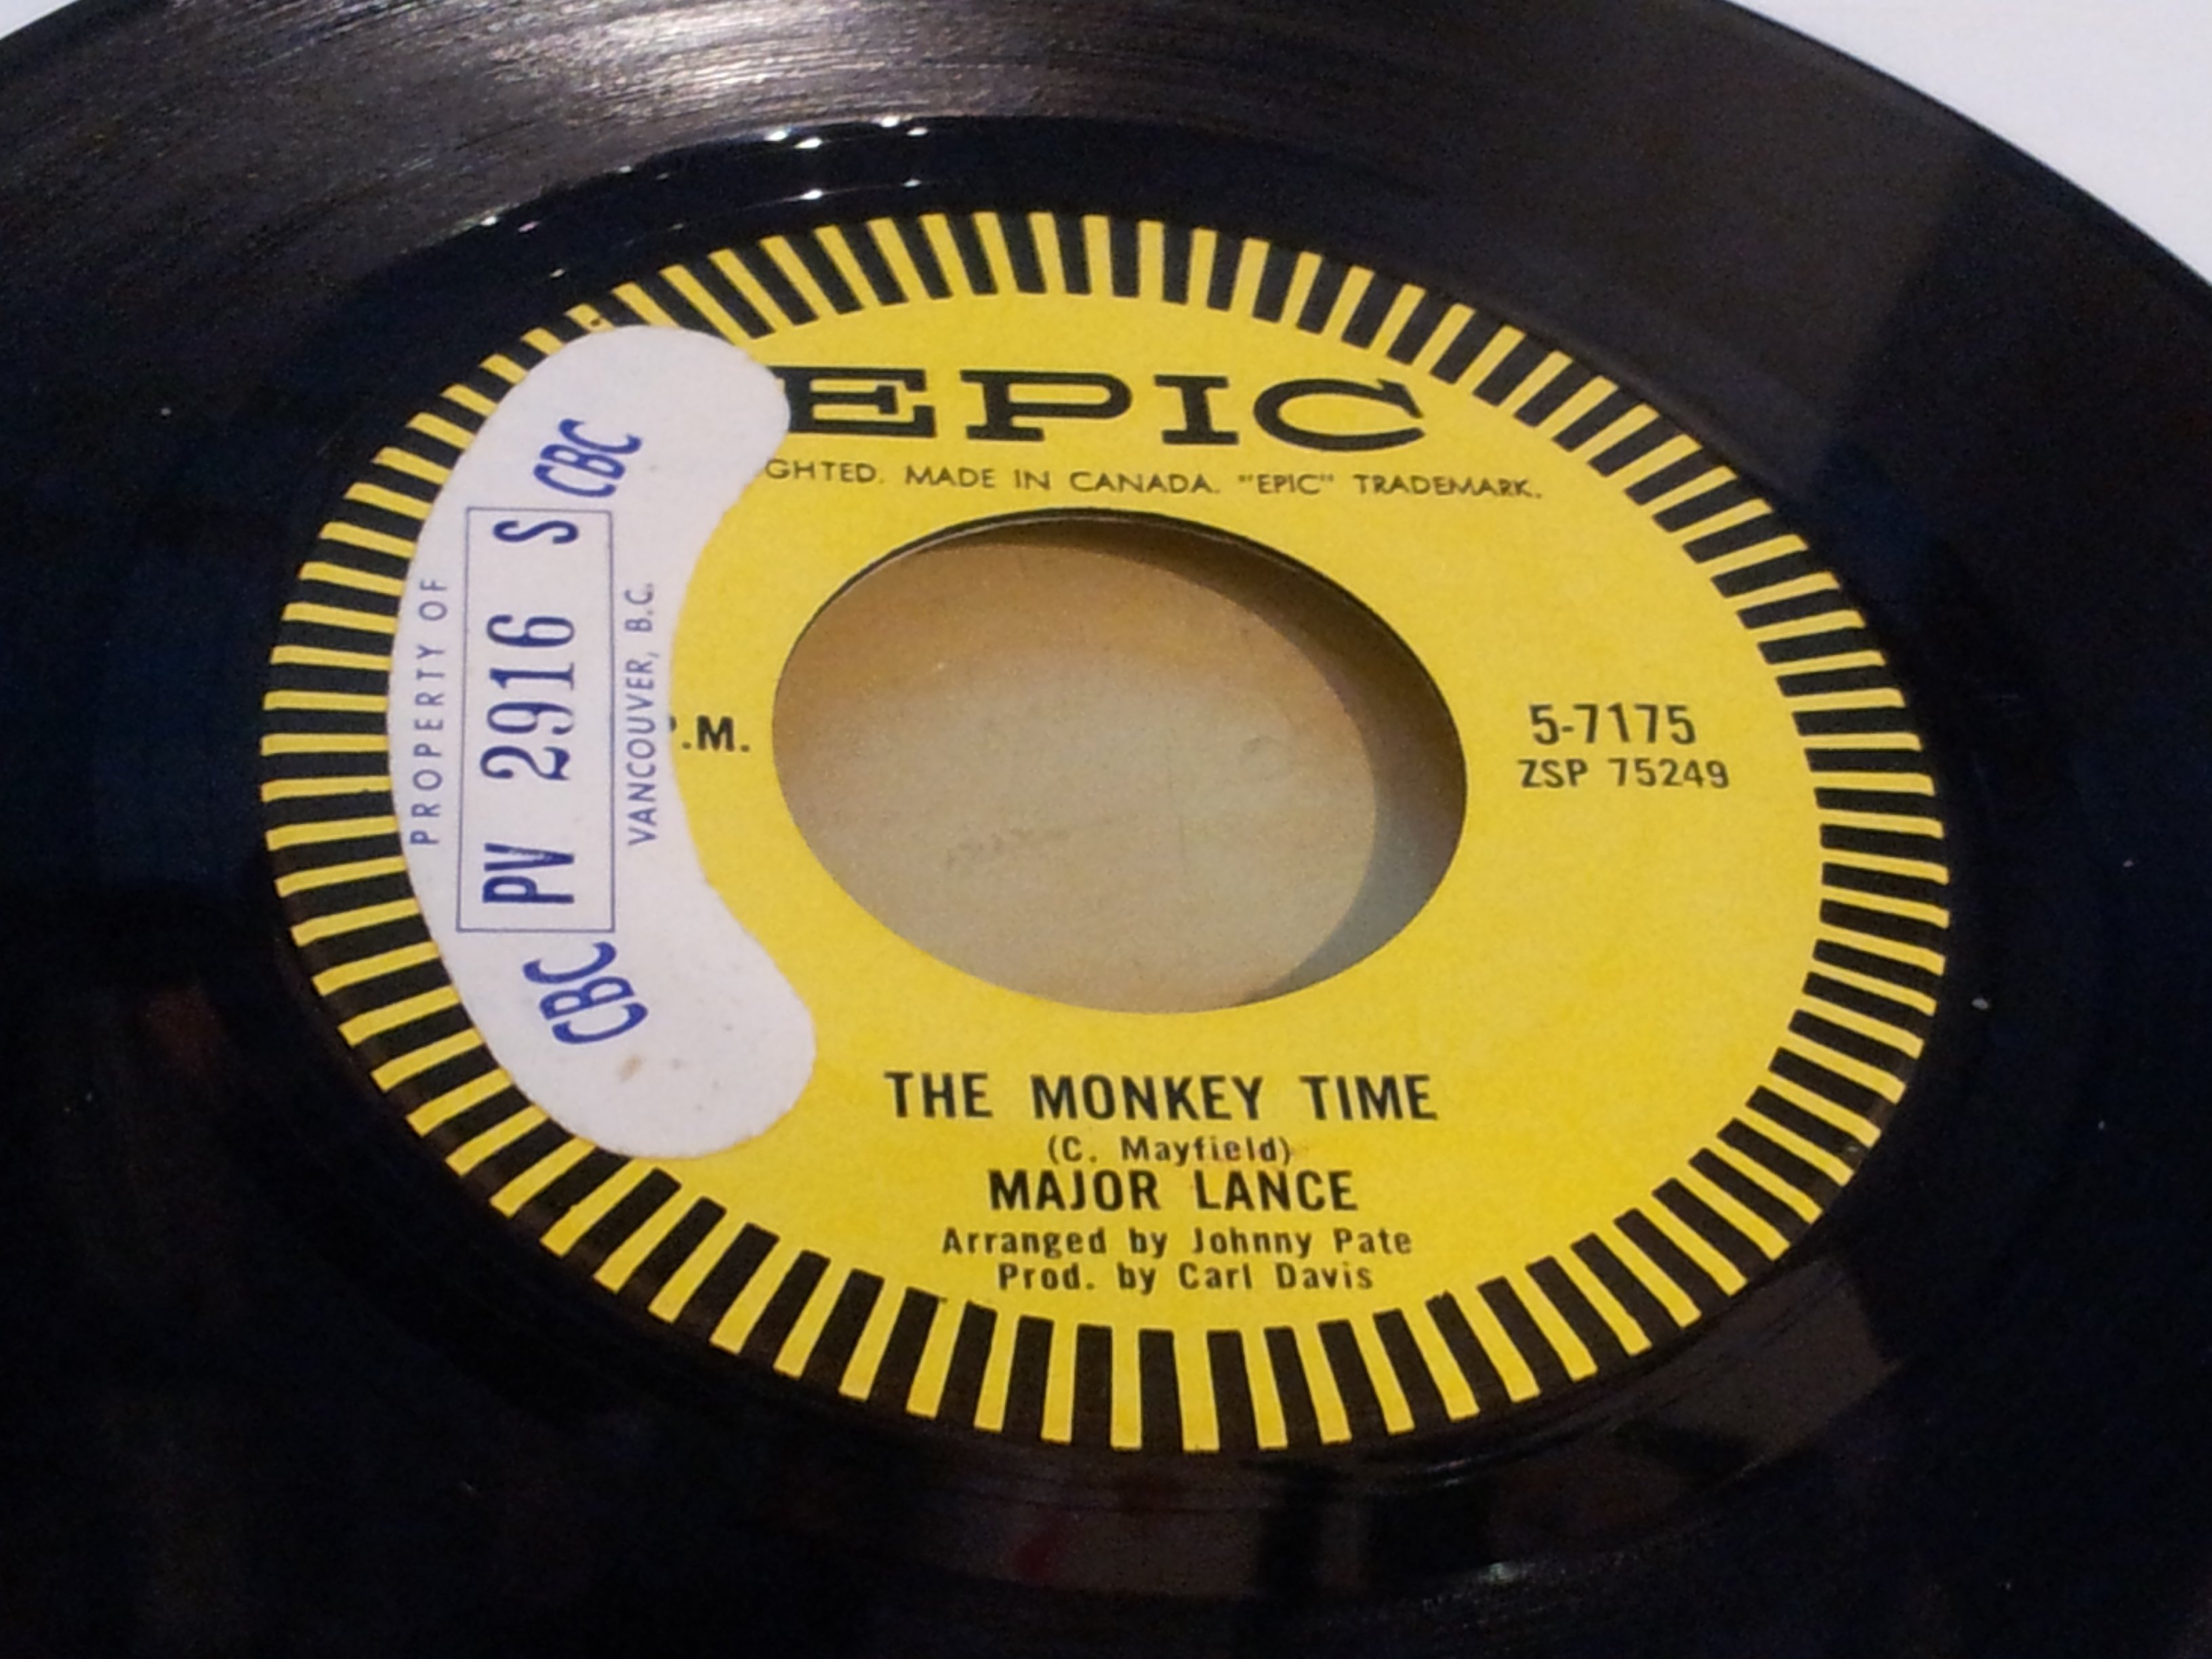 EPIC
GHTED. MADE IN CANADA. "EPIC" TRADEMARK.
CBC
PROPERTY OF
PV 2916 S
VANCOUVER, B.C.
CBC
P.M.
5-7175
ZSP 75249
THE MONKEY TIME
(C. Mayfield)
MAJOR LANCE
Arranged by Johnny Pate
Prod. by Carl Davis